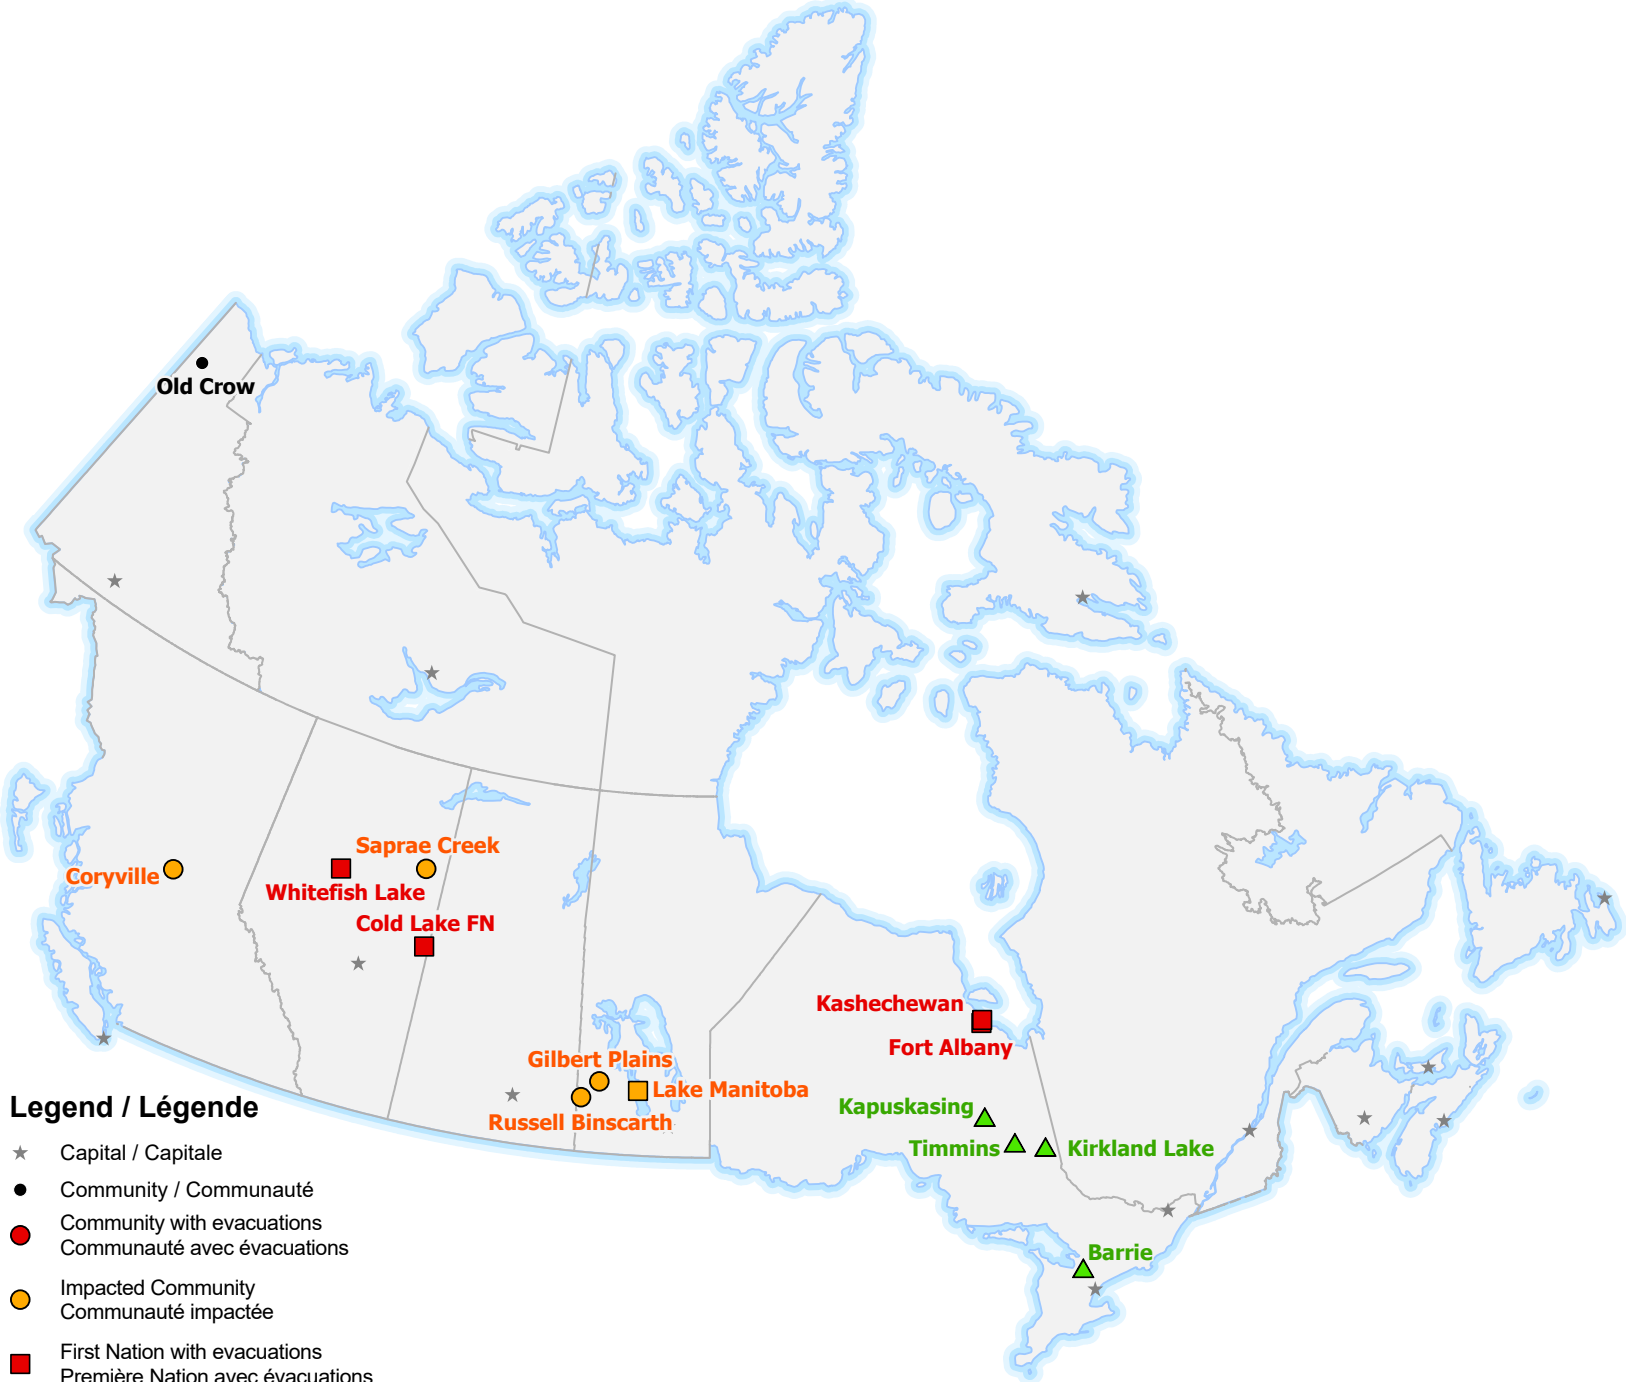 Old Crow
Saprae Creek
Coryville
Whitefish Lake
Cold Lake FN
Kashechewan
Fort Albany
Gilbert Plains
Lake Manitoba
Russell Binscarth
Kapuskasing
Timmins
Kirkland Lake
Barrie
Legend / Légende
Capital / Capitale
Community / Communauté
Community with evacuations
Communauté avec évacuations
Impacted Community
Communauté impactée
First Nation with evacuations
Première Nation avec évacuations